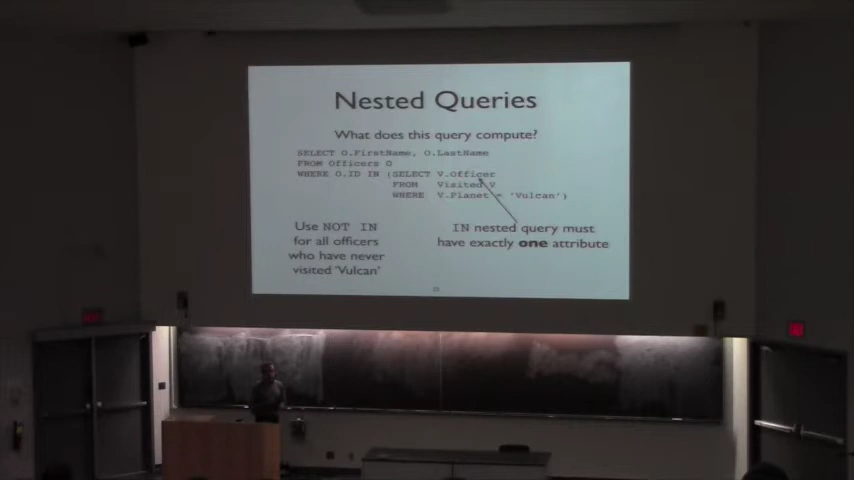 Nested Queries
What does this query compute?
SELECT O.FirstName, O.LastName
FROM Officers O
WHERE O.ID IN (SELECT V.Officer
FROM Visited V
WHERE V.Planet = 'Vulcan')
Use NOT IN
for all officers
who have never
visited 'Vulcan'
IN nested query must
have exactly one attribute